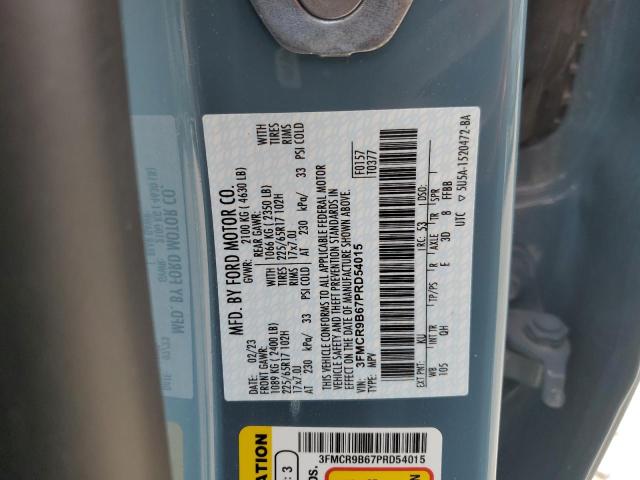 MFD. BY FORD MOTOR CO.
02/23
GVWR: 2100 KG ( 4630 LB)
FRONT GAWR:
REAR GAWR:
1089 KG ( 2400 LB)
WITH
1066 KG ( 2350 LB)
WITH
225/65R17 102H
TIRES
225/65R17 102H
TIRES
17x7.0J
RIMS
17x7.0J
RIMS
AT 230 kPa/ 33 PSI COLD
AT 230 kPa/ 33 PSI COLD
THIS VEHICLE CONFORMS TO ALL APPLICABLE FEDERAL MOTOR
VEHICLE SAFETY AND THEFT PREVENTION STANDARDS IN
EFFECT ON THE DATE OF MANUFACTURE SHOWN ABOVE.
VIN: 3FMCR9B67PRD54015
TYPE: MPV
F0157
T0377
EXT PNT: KU
RC: 53
DSO:
WB
INT TR
TP/PS
R
AXLE
TR
SPR
105
QH
E
30
8
FFBB
UTC
5U5A-1520472-BA
3FMCR9B67PRD54015